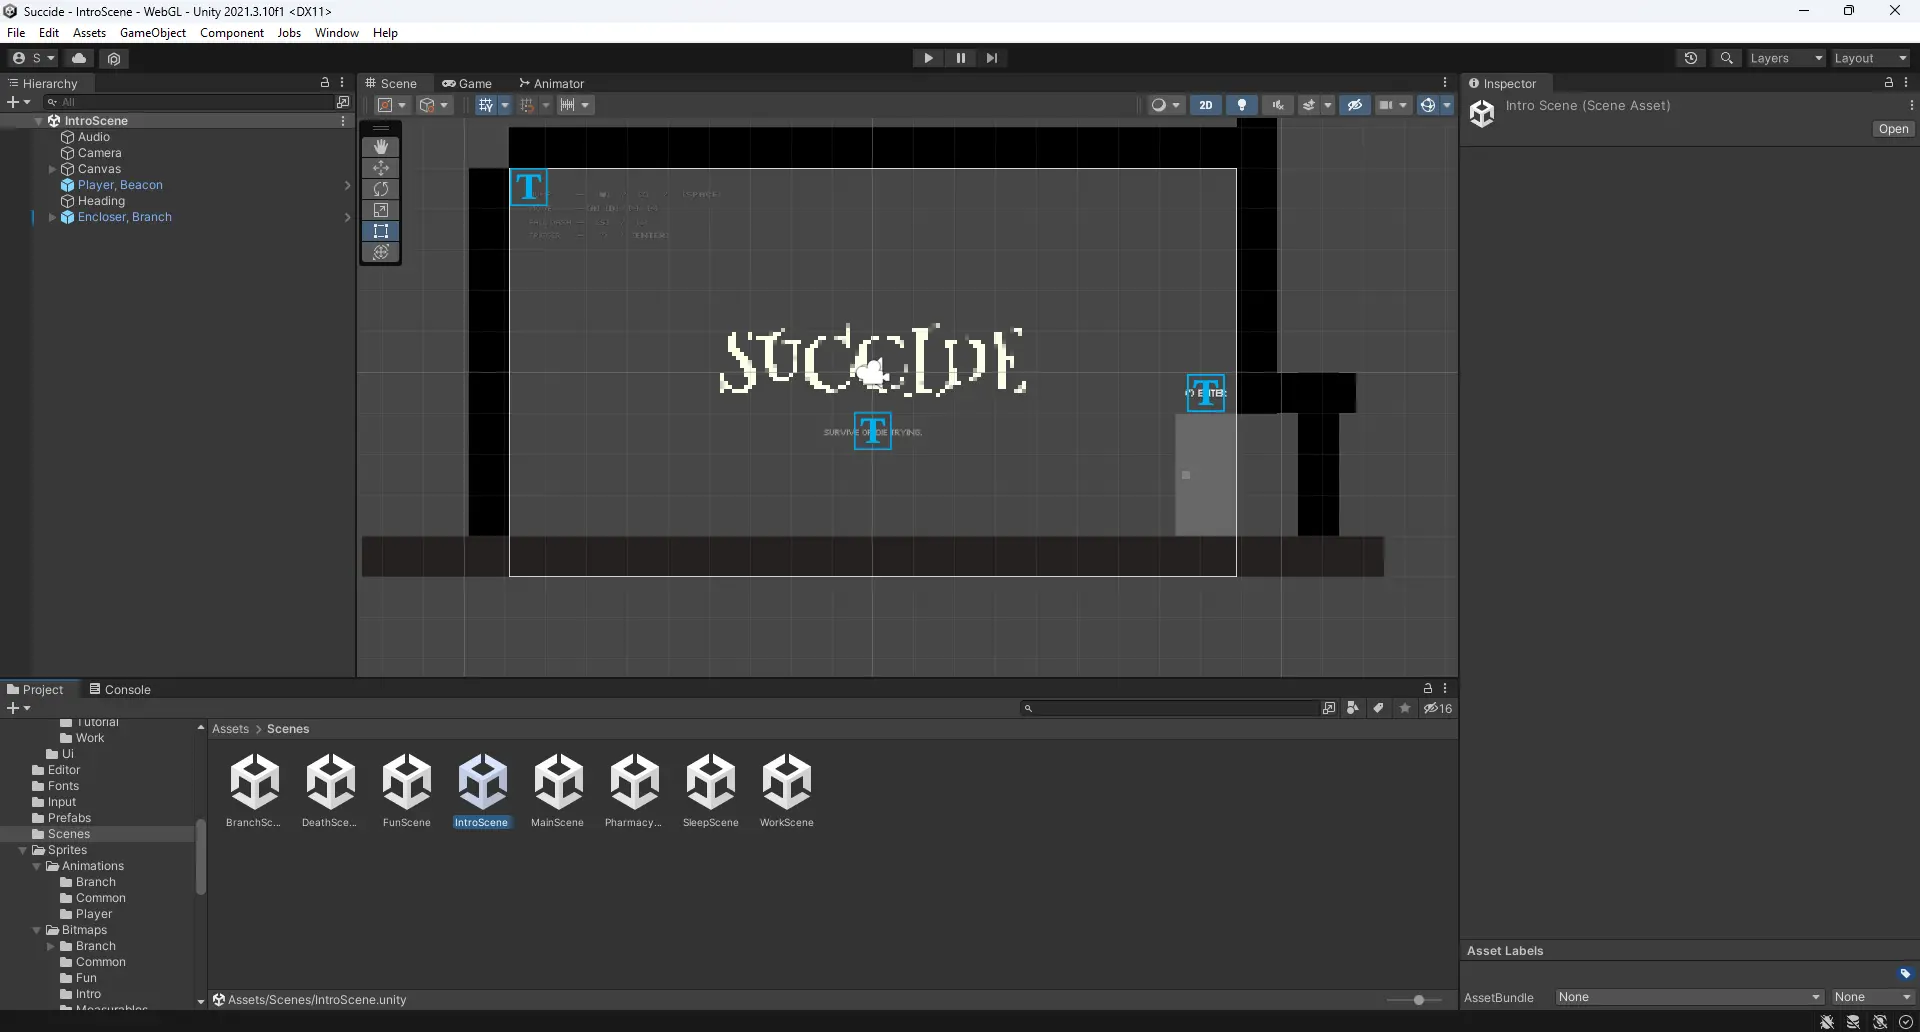 Succide - IntroScene - WebGL - Unity 2021.3.10f1 <DX11>
File Edit Assets GameObject Component Jobs Window Help
S
Layers
Layout
Hierarchy
All
IntroScene
Audio
Camera
Canvas
Player, Beacon
Heading
Encloser, Branch
Scene
Game
Animator
2D
T
(SPACE)
SUCCIDE
SURVIVE OR DIE TRYING.
T
T
ENTER
Inspector
Intro Scene (Scene Asset)
Open
Project
Console
16
Tutorial
Work
Ui
Editor
Fonts
Input
Prefabs
Scenes
Sprites
Animations
Branch
Common
Player
Bitmaps
Branch
Common
Fun
Intro
Measurables
Assets > Scenes
BranchSc...
DeathSce...
FunScene
IntroScene
MainScene
Pharmacy...
SleepScene
WorkScene
Assets/Scenes/IntroScene.unity
Asset Labels
AssetBundle
None
None